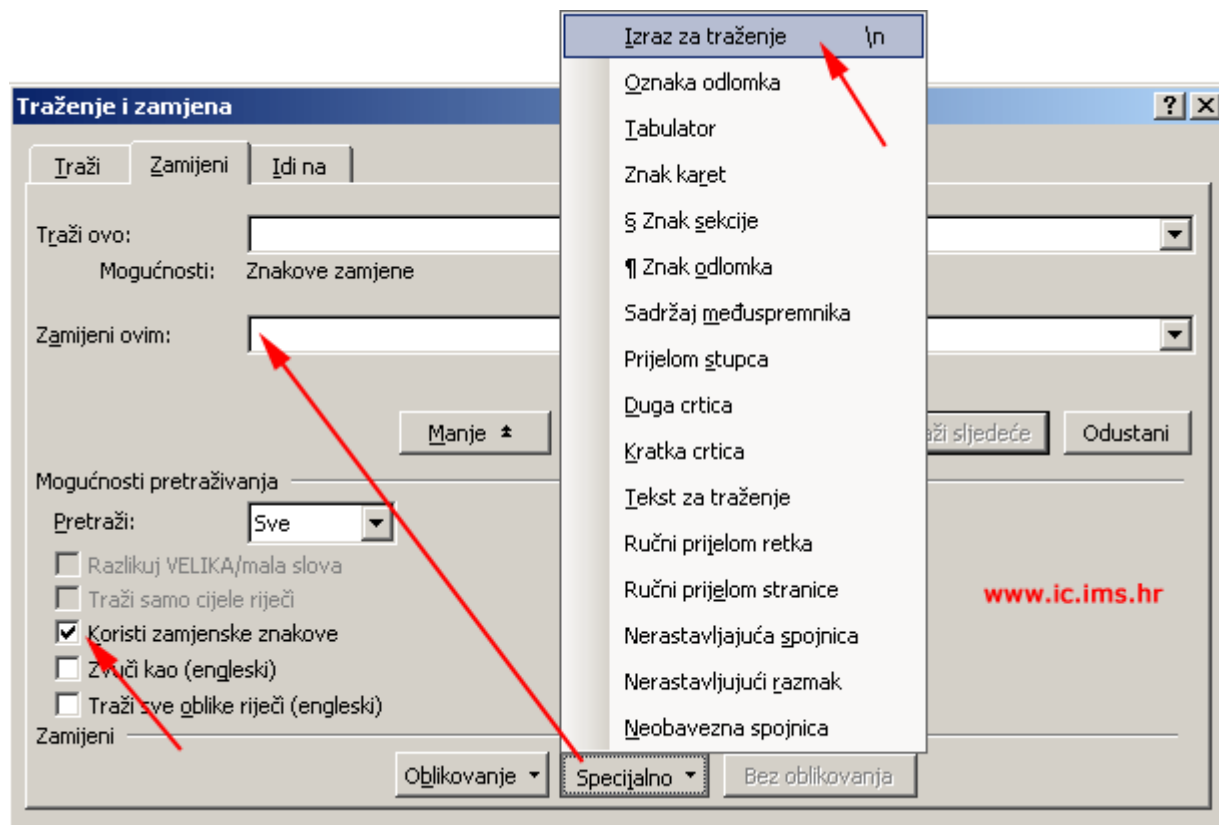 Izraz za traženje \n
Oznaka odlomka
Tabulator
Znak karet
§ Znak sekcije
¶ Znak odlomka
Sadržaj međuspremnika
Prijelom stupca
Duga crtica
Kratka crtica
Tekst za traženje
Ručni prijelom retka
Ručni prijelom stranice
Nerastavljajuća spojnica
Nerastavljujući razmak
Neobavezna spojnica
Traženje i zamjena
Traži Zamijeni Idi na
Traži ovo:
Mogućnosti: Znakove zamjene
Zamijeni ovim:
Manje
sljedeće Odustani
Mogućnosti pretraživanja
Pretraži: Sve
Razlikuj VELIKA/mala slova
Traži samo cijele riječi
Koristi zamjenske znakove
Zvuči kao (engleski)
Traži sve oblike riječi (engleski)
Zamijeni
Oblikovanje Specijalno Bez oblikovanja
www.ic.ims.hr